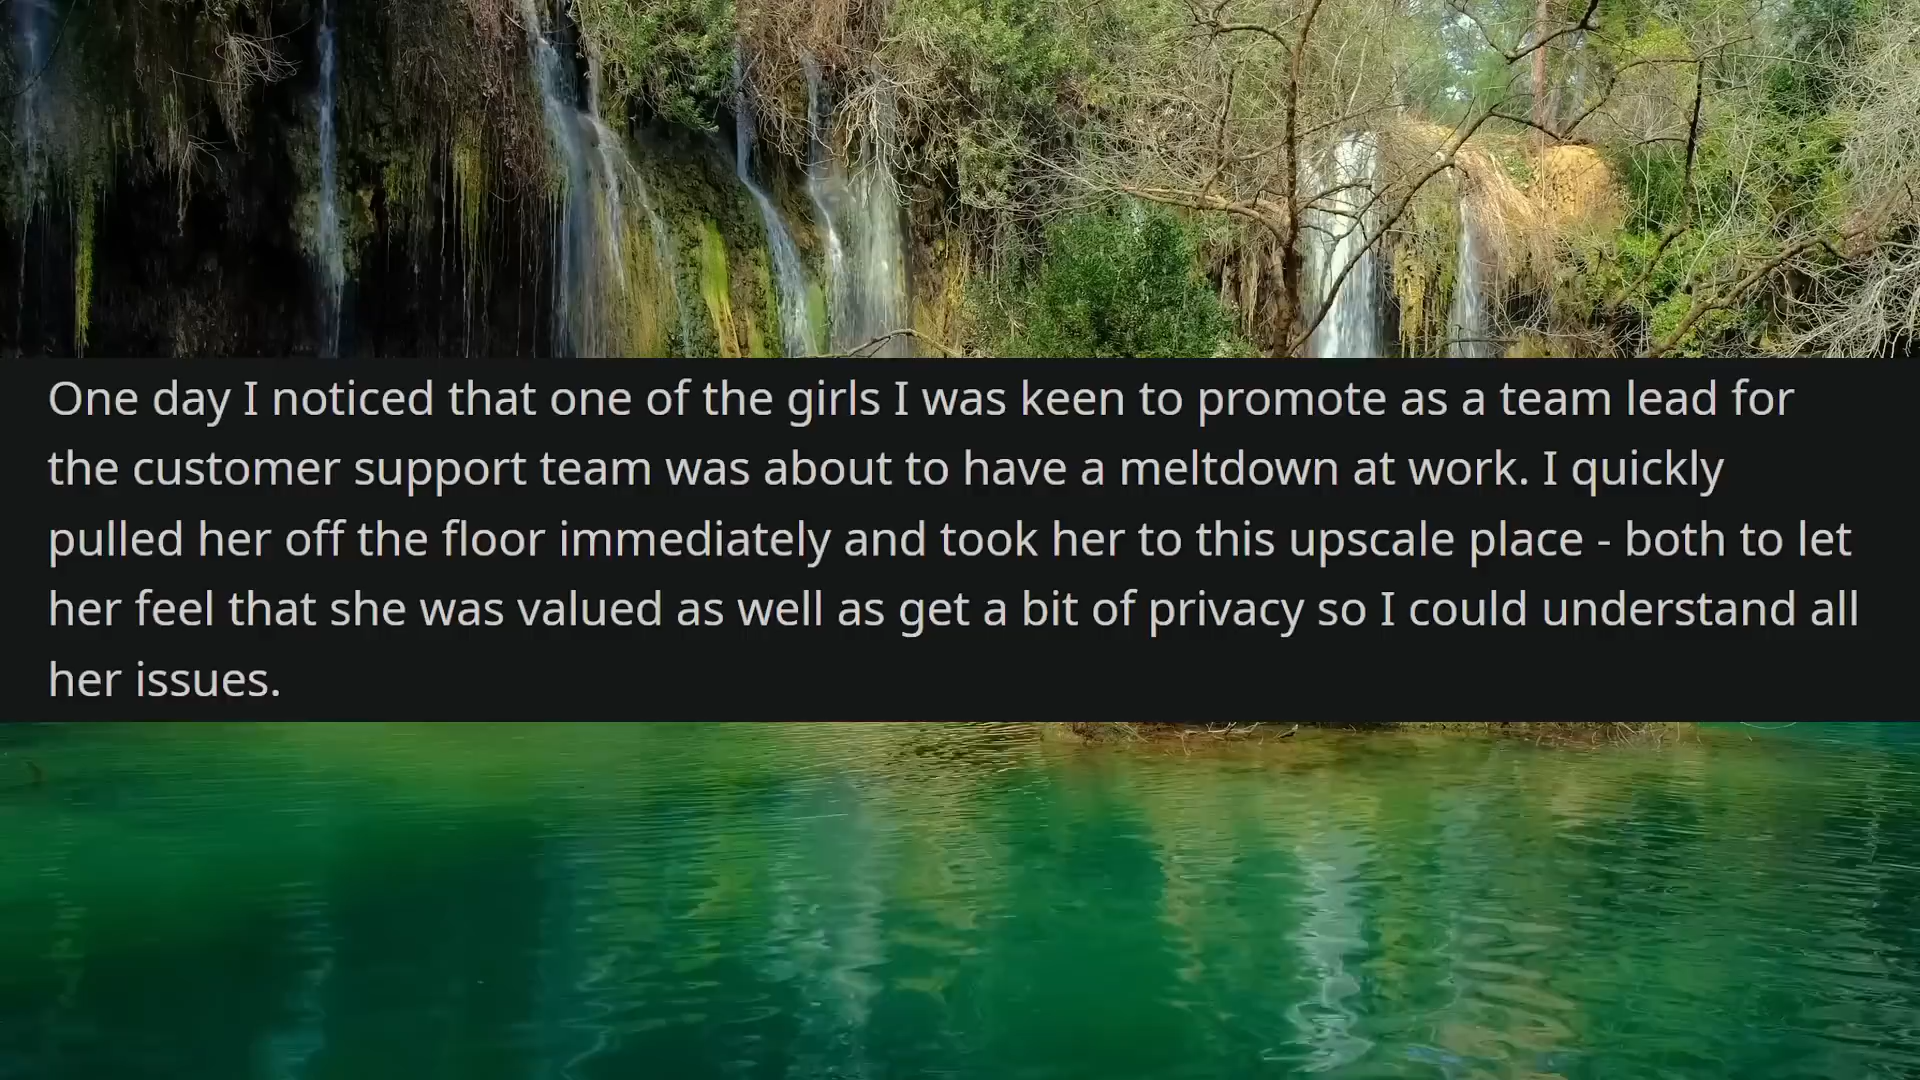 One day I noticed that one of the girls I was keen to promote as a team lead for
the customer support team was about to have a meltdown at work. I quickly
pulled her off the floor immediately and took her to this upscale place - both to let
her feel that she was valued as well as get a bit of privacy so I could understand all
her issues.